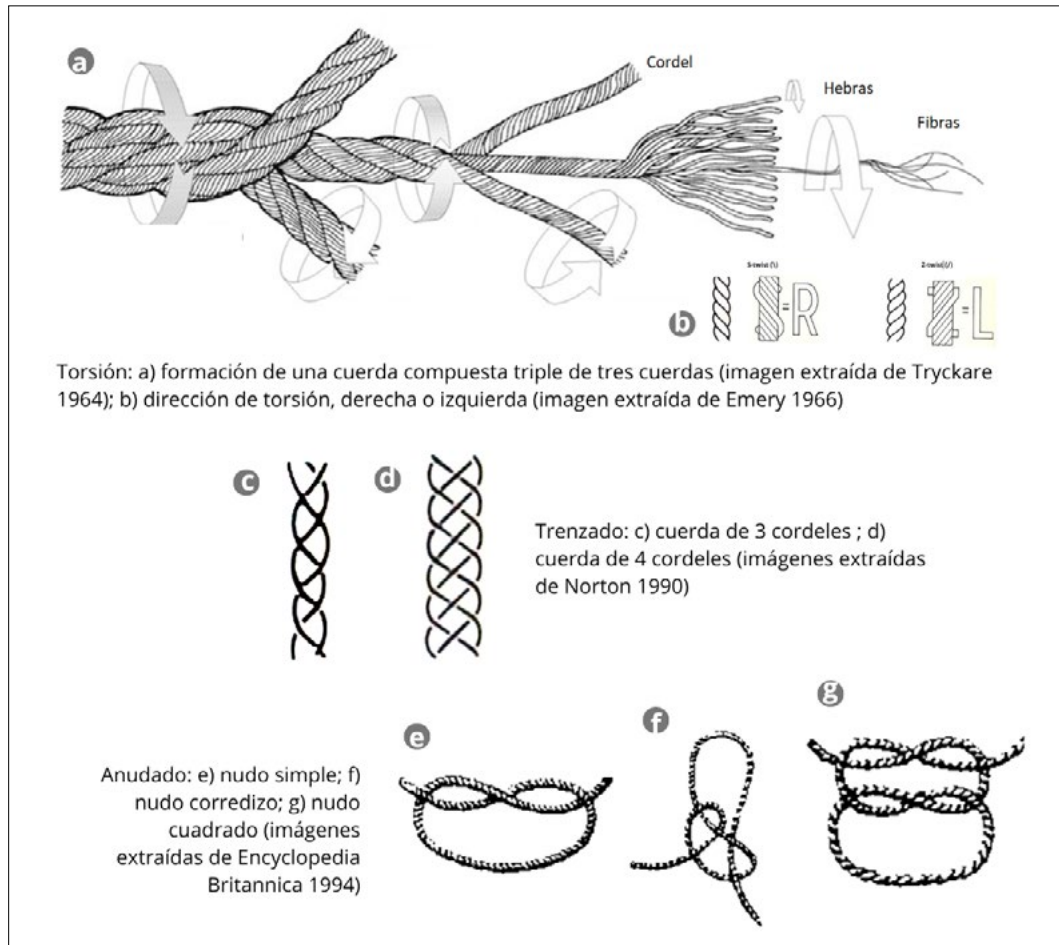 a
Cordel
Hebras
Fibras
S-twist (\)
Z-twist (/)
b
= R
= L
Torsión: a) formación de una cuerda compuesta triple de tres cuerdas (imagen extraída de Tryckare
1964); b) dirección de torsión, derecha o izquierda (imagen extraída de Emery 1966)
c
d
Trenzado: c) cuerda de 3 cordeles ; d)
cuerda de 4 cordeles (imágenes extraídas
de Norton 1990)
e
f
g
Anudado: e) nudo simple; f)
nudo corredizo; g) nudo
cuadrado (imágenes
extraídas de Encyclopedia
Britannica 1994)